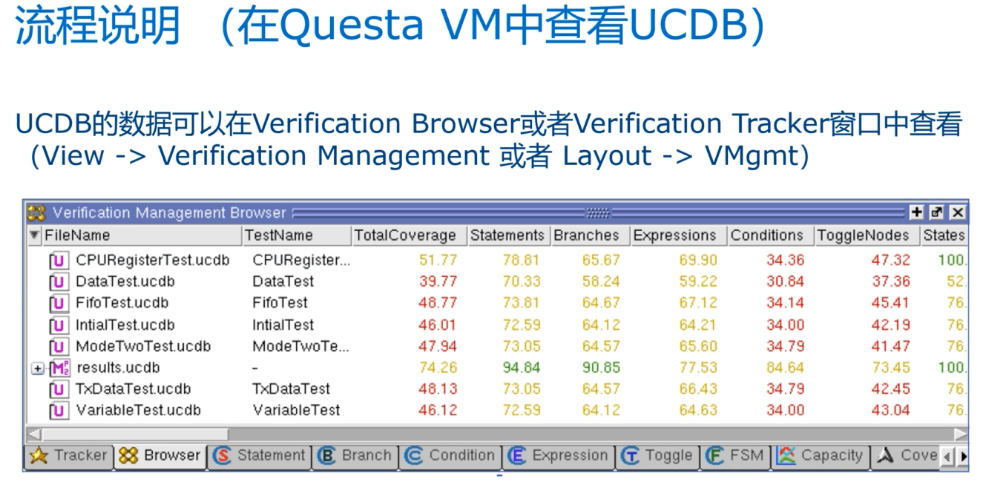 流程说明 （在Questa VM中查看UCDB）
UCDB的数据可以在Verification Browser或者Verification Tracker窗口中查看
（View -> Verification Management 或者 Layout -> VMgmt）
Verification Management Browser
FileName TestName TotalCoverage Statements Branches Expressions Conditions ToggleNodes States
CPURegisterTest.ucdb CPURegister... 51.77 78.81 65.67 69.90 34.36 47.32 100.
DataTest.ucdb DataTest 39.77 70.33 58.24 59.22 30.84 37.36 52.
FifoTest.ucdb FifoTest 48.77 73.81 64.67 67.12 34.14 45.41 76.
IntialTest.ucdb IntialTest 46.01 72.59 64.12 64.21 34.00 42.19 76.
ModeTwoTest.ucdb ModeTwoTe... 47.94 73.05 64.57 65.60 34.79 41.47 76.
results.ucdb - 74.26 94.84 90.85 77.53 84.64 73.45 100.
TxDataTest.ucdb TxDataTest 48.13 73.05 64.57 66.43 34.79 42.45 76.
VariableTest.ucdb VariableTest 46.12 72.59 64.12 64.63 34.00 43.04 76.
Tracker Browser Statement Branch Condition Expression Toggle FSM Capacity Cove